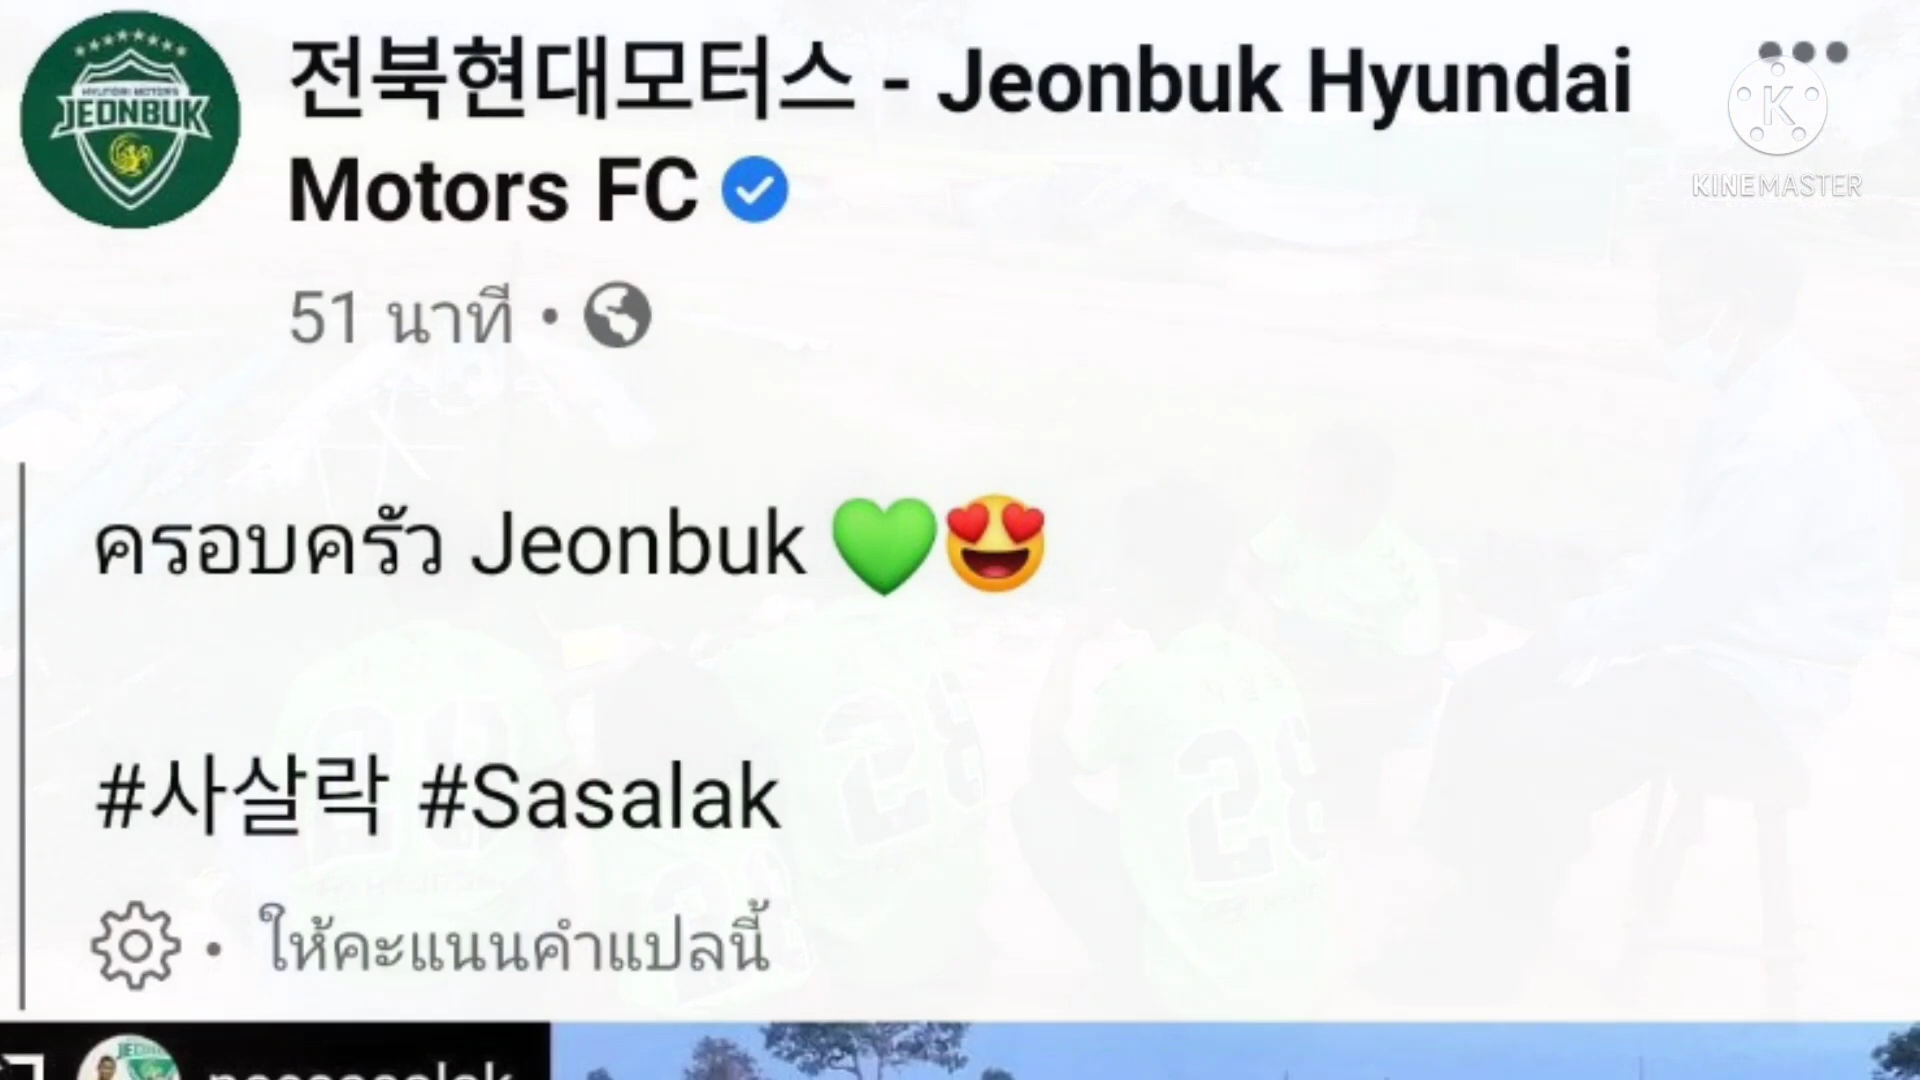 HYUNDAI MOTORS
JEONBUK
전북현대모터스 - Jeonbuk Hyundai
Motors FC
51 นาที
K
KINEMASTER
ครอบครัว Jeonbuk 💚😍
#사살락 #Sasalak
ให้คะแนนคำแปลนี้